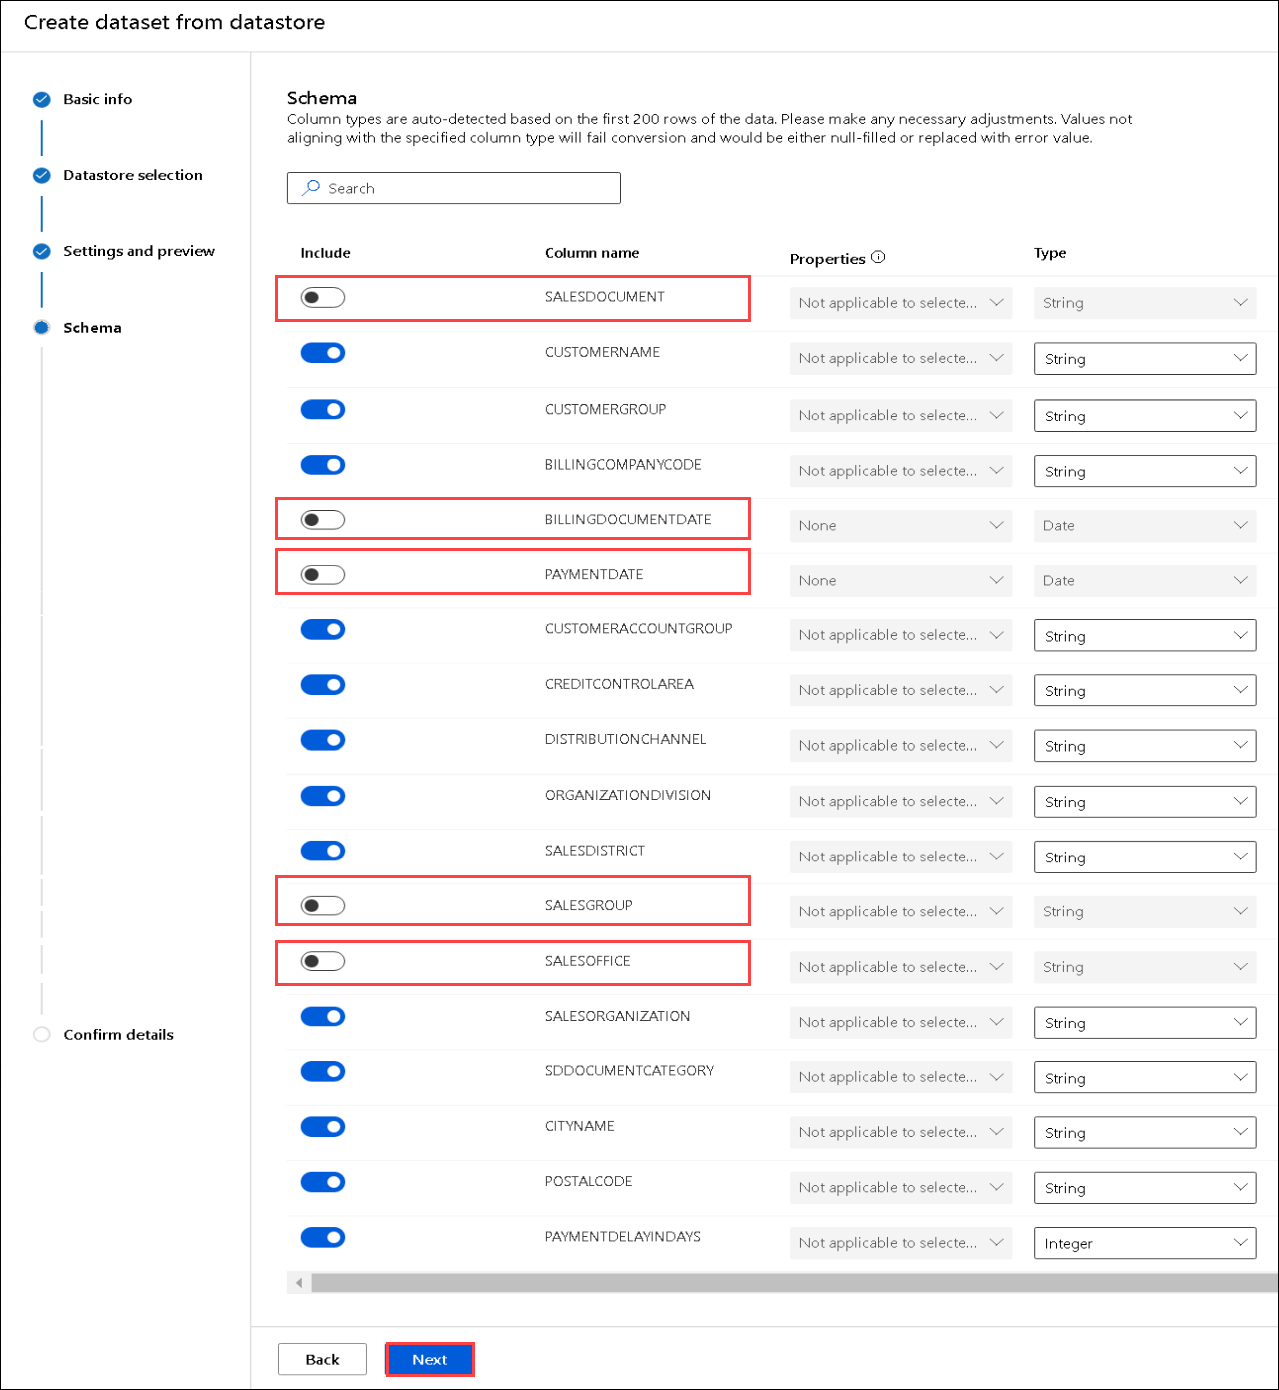 Create dataset from datastore
Basic info
Datastore selection
Settings and preview
Schema
Confirm details
Schema
Column types are auto-detected based on the first 200 rows of the data. Please make any necessary adjustments. Values not
aligning with the specified column type will fail conversion and would be either null-filled or replaced with error value.
Search
Include Column name Properties Type
SALESDOCUMENT Not applicable to selecte... String
CUSTOMERNAME Not applicable to selecte... String
CUSTOMERGROUP Not applicable to selecte... String
BILLINGCOMPANYCODE Not applicable to selecte... String
BILLINGDOCUMENTDATE None Date
PAYMENTDATE None Date
CUSTOMERACCOUNTGROUP Not applicable to selecte... String
CREDITCONTROLAREA Not applicable to selecte... String
DISTRIBUTIONCHANNEL Not applicable to selecte... String
ORGANIZATIONDIVISION Not applicable to selecte... String
SALESDISTRICT Not applicable to selecte... String
SALESGROUP Not applicable to selecte... String
SALESOFFICE Not applicable to selecte... String
SALESORGANIZATION Not applicable to selecte... String
SDDOCUMENTCATEGORY Not applicable to selecte... String
CITYNAME Not applicable to selecte... String
POSTALCODE Not applicable to selecte... String
PAYMENTDELAYINDAYS Not applicable to selecte... Integer
Back Next